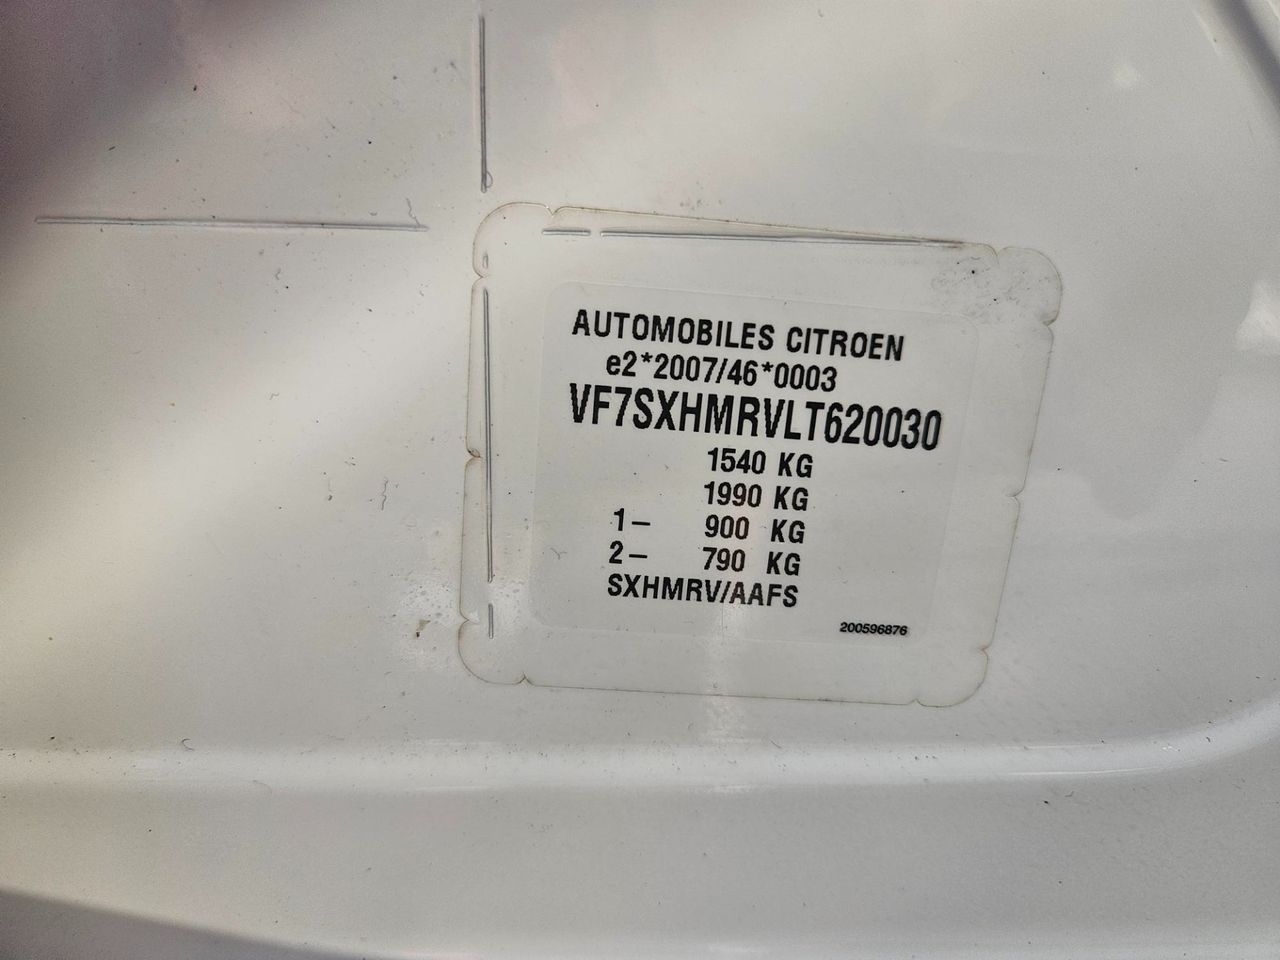 AUTOMOBILES CITROEN
e2*2007/46*0003
VF7SXHMRVLT620030
1540 KG
1990 KG
1- 900 KG
2- 790 KG
SXHMRV/AAFS
200596876